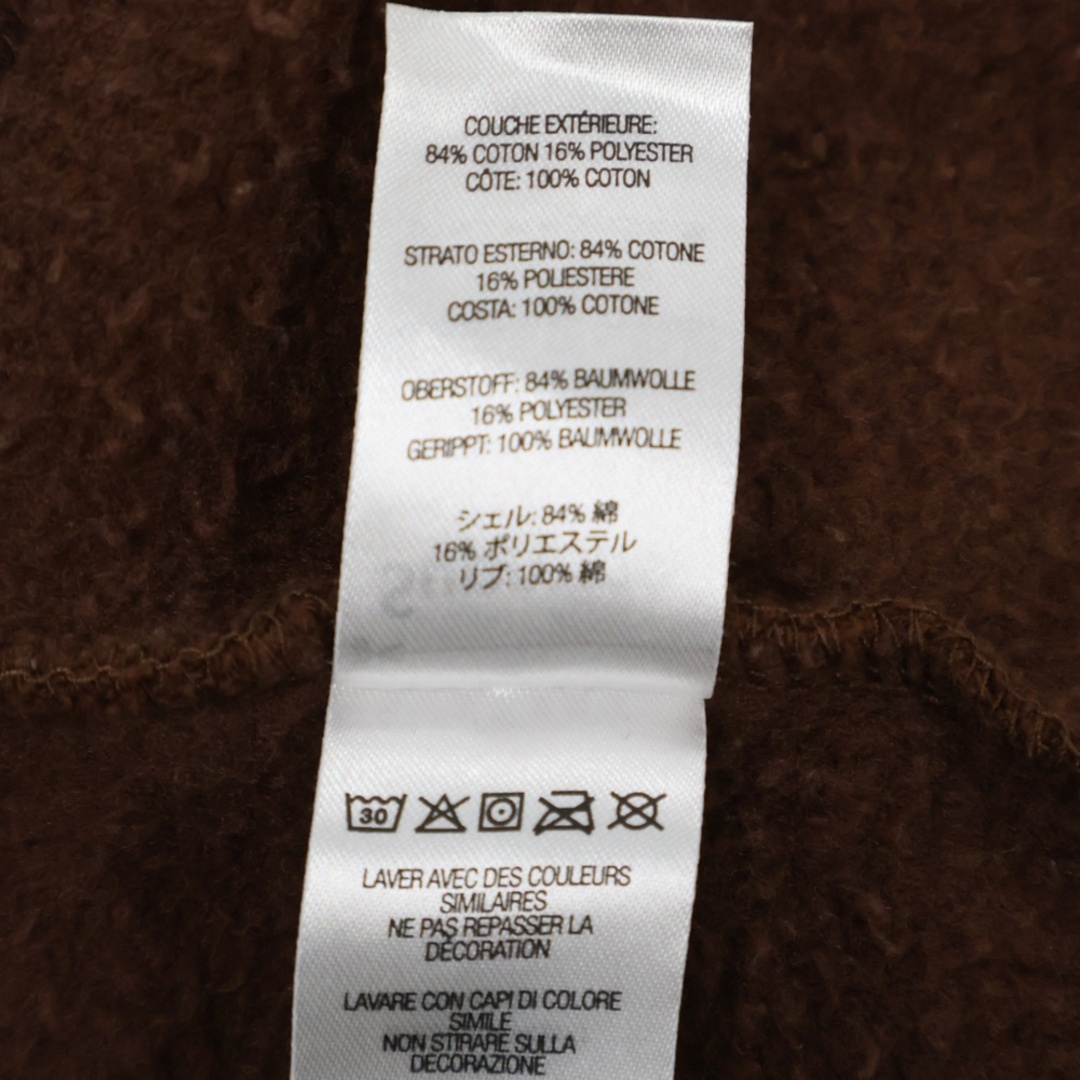 COUCHE EXTÉRIEURE:
84% COTON 16% POLYESTER
CÔTE: 100% COTON
STRATO ESTERNO: 84% COTONE
16% POLIESTERE
COSTA: 100% COTONE
OBERSTOFF: 84% BAUMWOLLE
16% POLYESTER
GERIPPT: 100% BAUMWOLLE
シェル: 84% 綿
16% ポリエステル
リブ: 100% 綿
30
LAVER AVEC DES COULEURS
SIMILAIRES
NE PAS REPASSER LA
DÉCORATION
LAVARE CON CAPI DI COLORE
SIMILE
NON STIRARE SULLA
DECORAZIONE